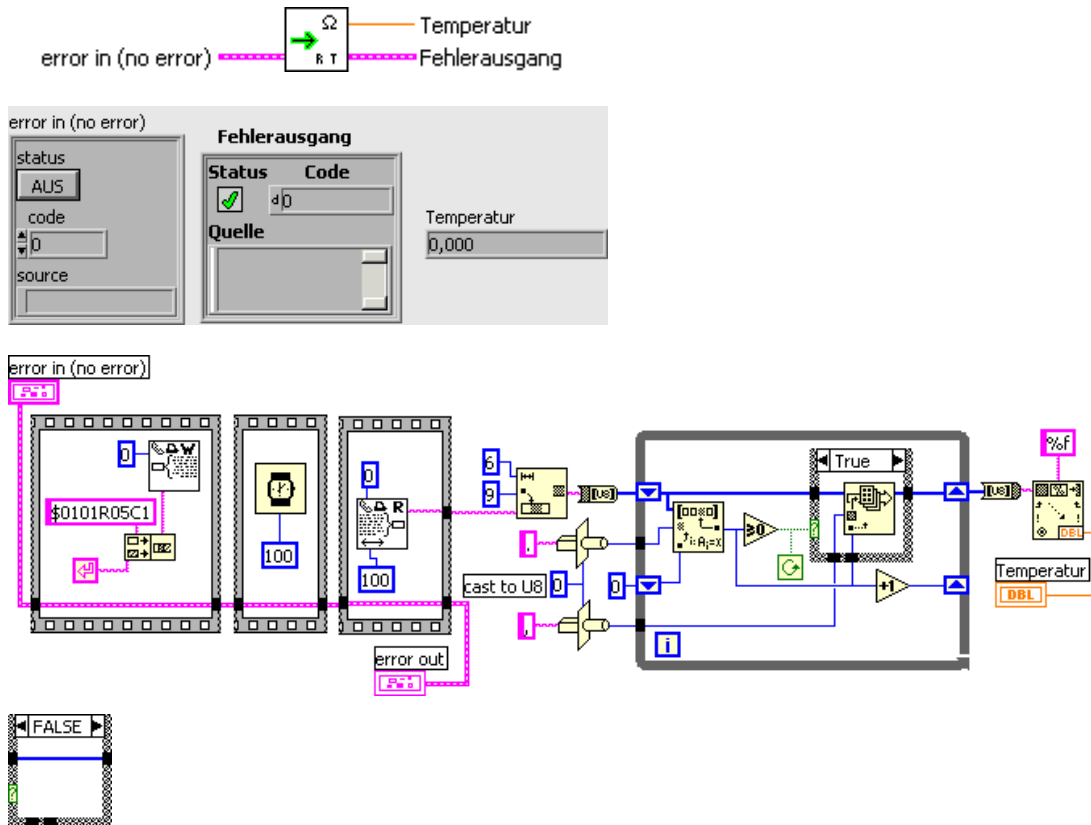 Ω
Temperatur
error in (no error)
R T
Fehlerausgang
error in (no error)
Fehlerausgang
status
Status Code
AUS
d 0
code
Temperatur
0
Quelle
0,000
source
error in (no error)
%f
True
0
W
0
6
[U8]
[U8]
$0101R05C1
R
9
≥0
?
DBL
100
100
cast to U8
0
0
+1
Temperatur
DBL
i
error out
FALSE
?